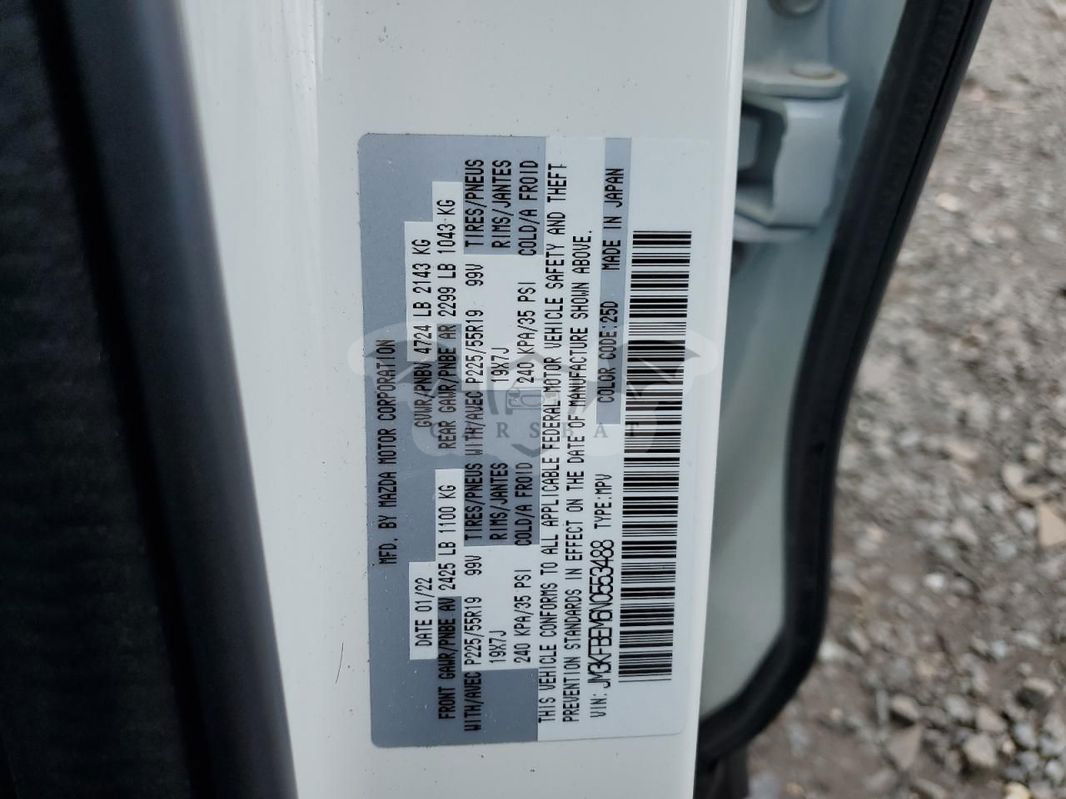 MFD. BY MAZDA MOTOR CORPORATION
DATE 01/22 GVWR/PNBV 4724 LB 2143 KG
FRONT GAWR/PNBE AV 2425 LB 1100 KG REAR GAWR/PNBE AR 2299 LB 1043 KG
WITH/AVEC P225/55R19 99V TIRES/PNEUS WITH/AVEC P225/55R19 99V TIRES/PNEUS
19X7J RIMS/JANTES 19X7J RIMS/JANTES
240 KPA/35 PSI COLD/A FROID 240 KPA/35 PSI COLD/A FROID
THIS VEHICLE CONFORMS TO ALL APPLICABLE FEDERAL MOTOR VEHICLE SAFETY AND THEFT
PREVENTION STANDARDS IN EFFECT ON THE DATE OF MANUFACTURE SHOWN ABOVE.
VIN: JM3KFBEM6N0553488 TYPE:MPV COLOR CODE:25D MADE IN JAPAN
CARSBAT